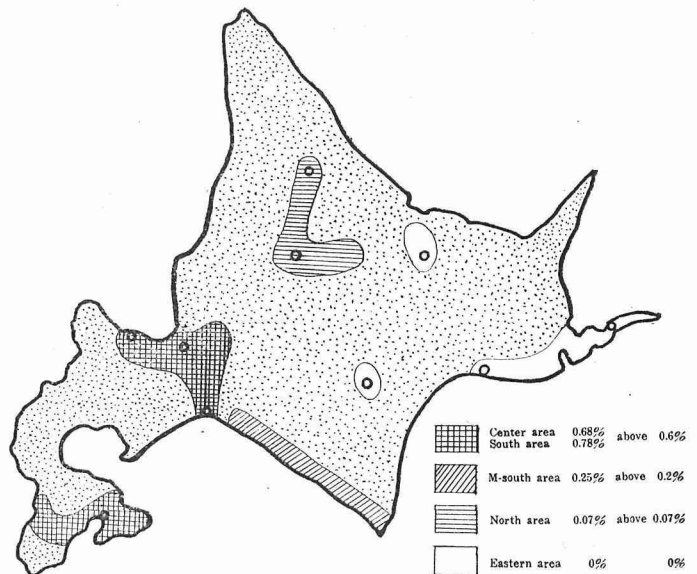 Center area 0.68% above 0.6%
South area 0.78%
M-south area 0.25% above 0.2%
North area 0.07% above 0.07%
Eastern area 0% 0%